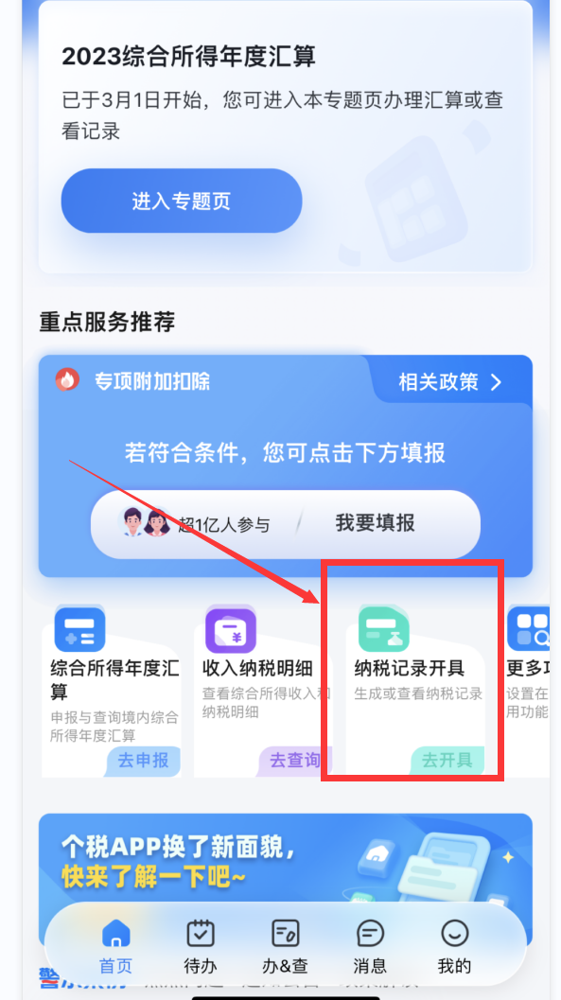 2023综合所得年度汇算
已于3月1日开始，您可进入本专题页办理汇算或查
看记录
进入专题页
重点服务推荐
专项附加扣除
相关政策
若符合条件，您可点击下方填报
超1亿人参与
我要填报
综合所得年度汇
算
申报与查询境内综合
所得年度汇算
去申报
收入纳税明细
查看综合所得收入和
纳税明细
去查询
纳税记录开具
生成或查看纳税记录
去开具
更多
设置在
用功能
个税APP换了新面貌，
快来了解一下吧~
首页
待办
办&查
消息
我的